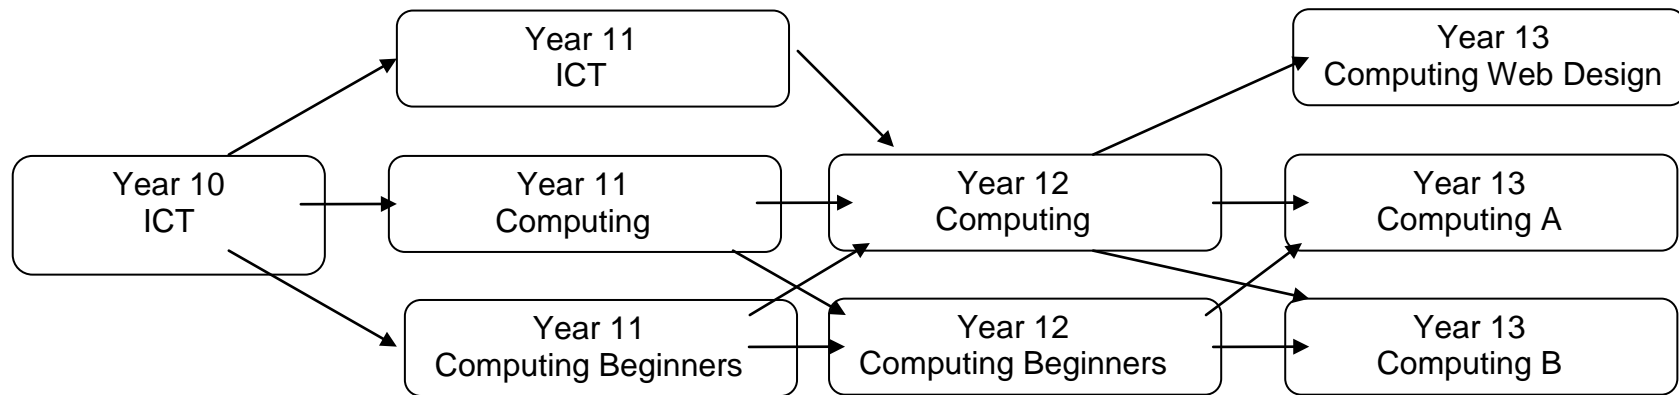 Year 11
ICT
Year 13
Computing Web Design
Year 10
ICT
Year 11
Computing
Year 12
Computing
Year 13
Computing A
Year 11
Computing Beginners
Year 12
Computing Beginners
Year 13
Computing B